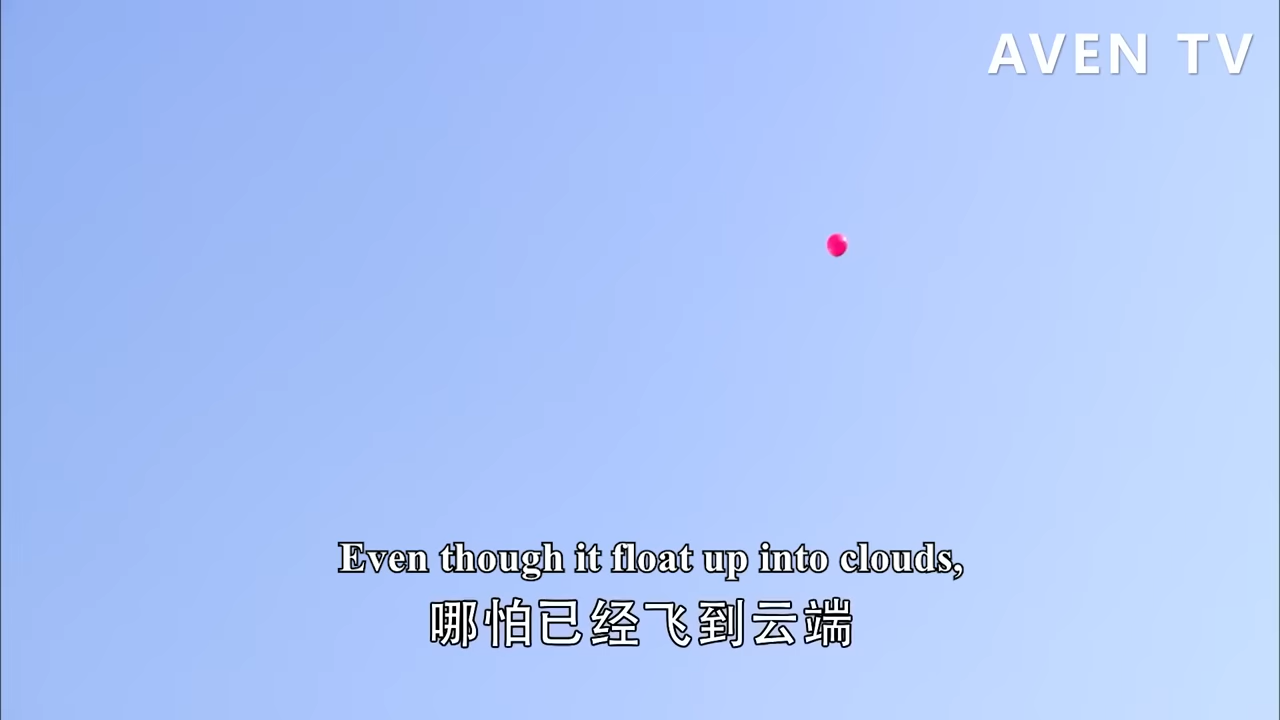 AVEN TV
Even though it float up into clouds,
哪怕已经飞到云端